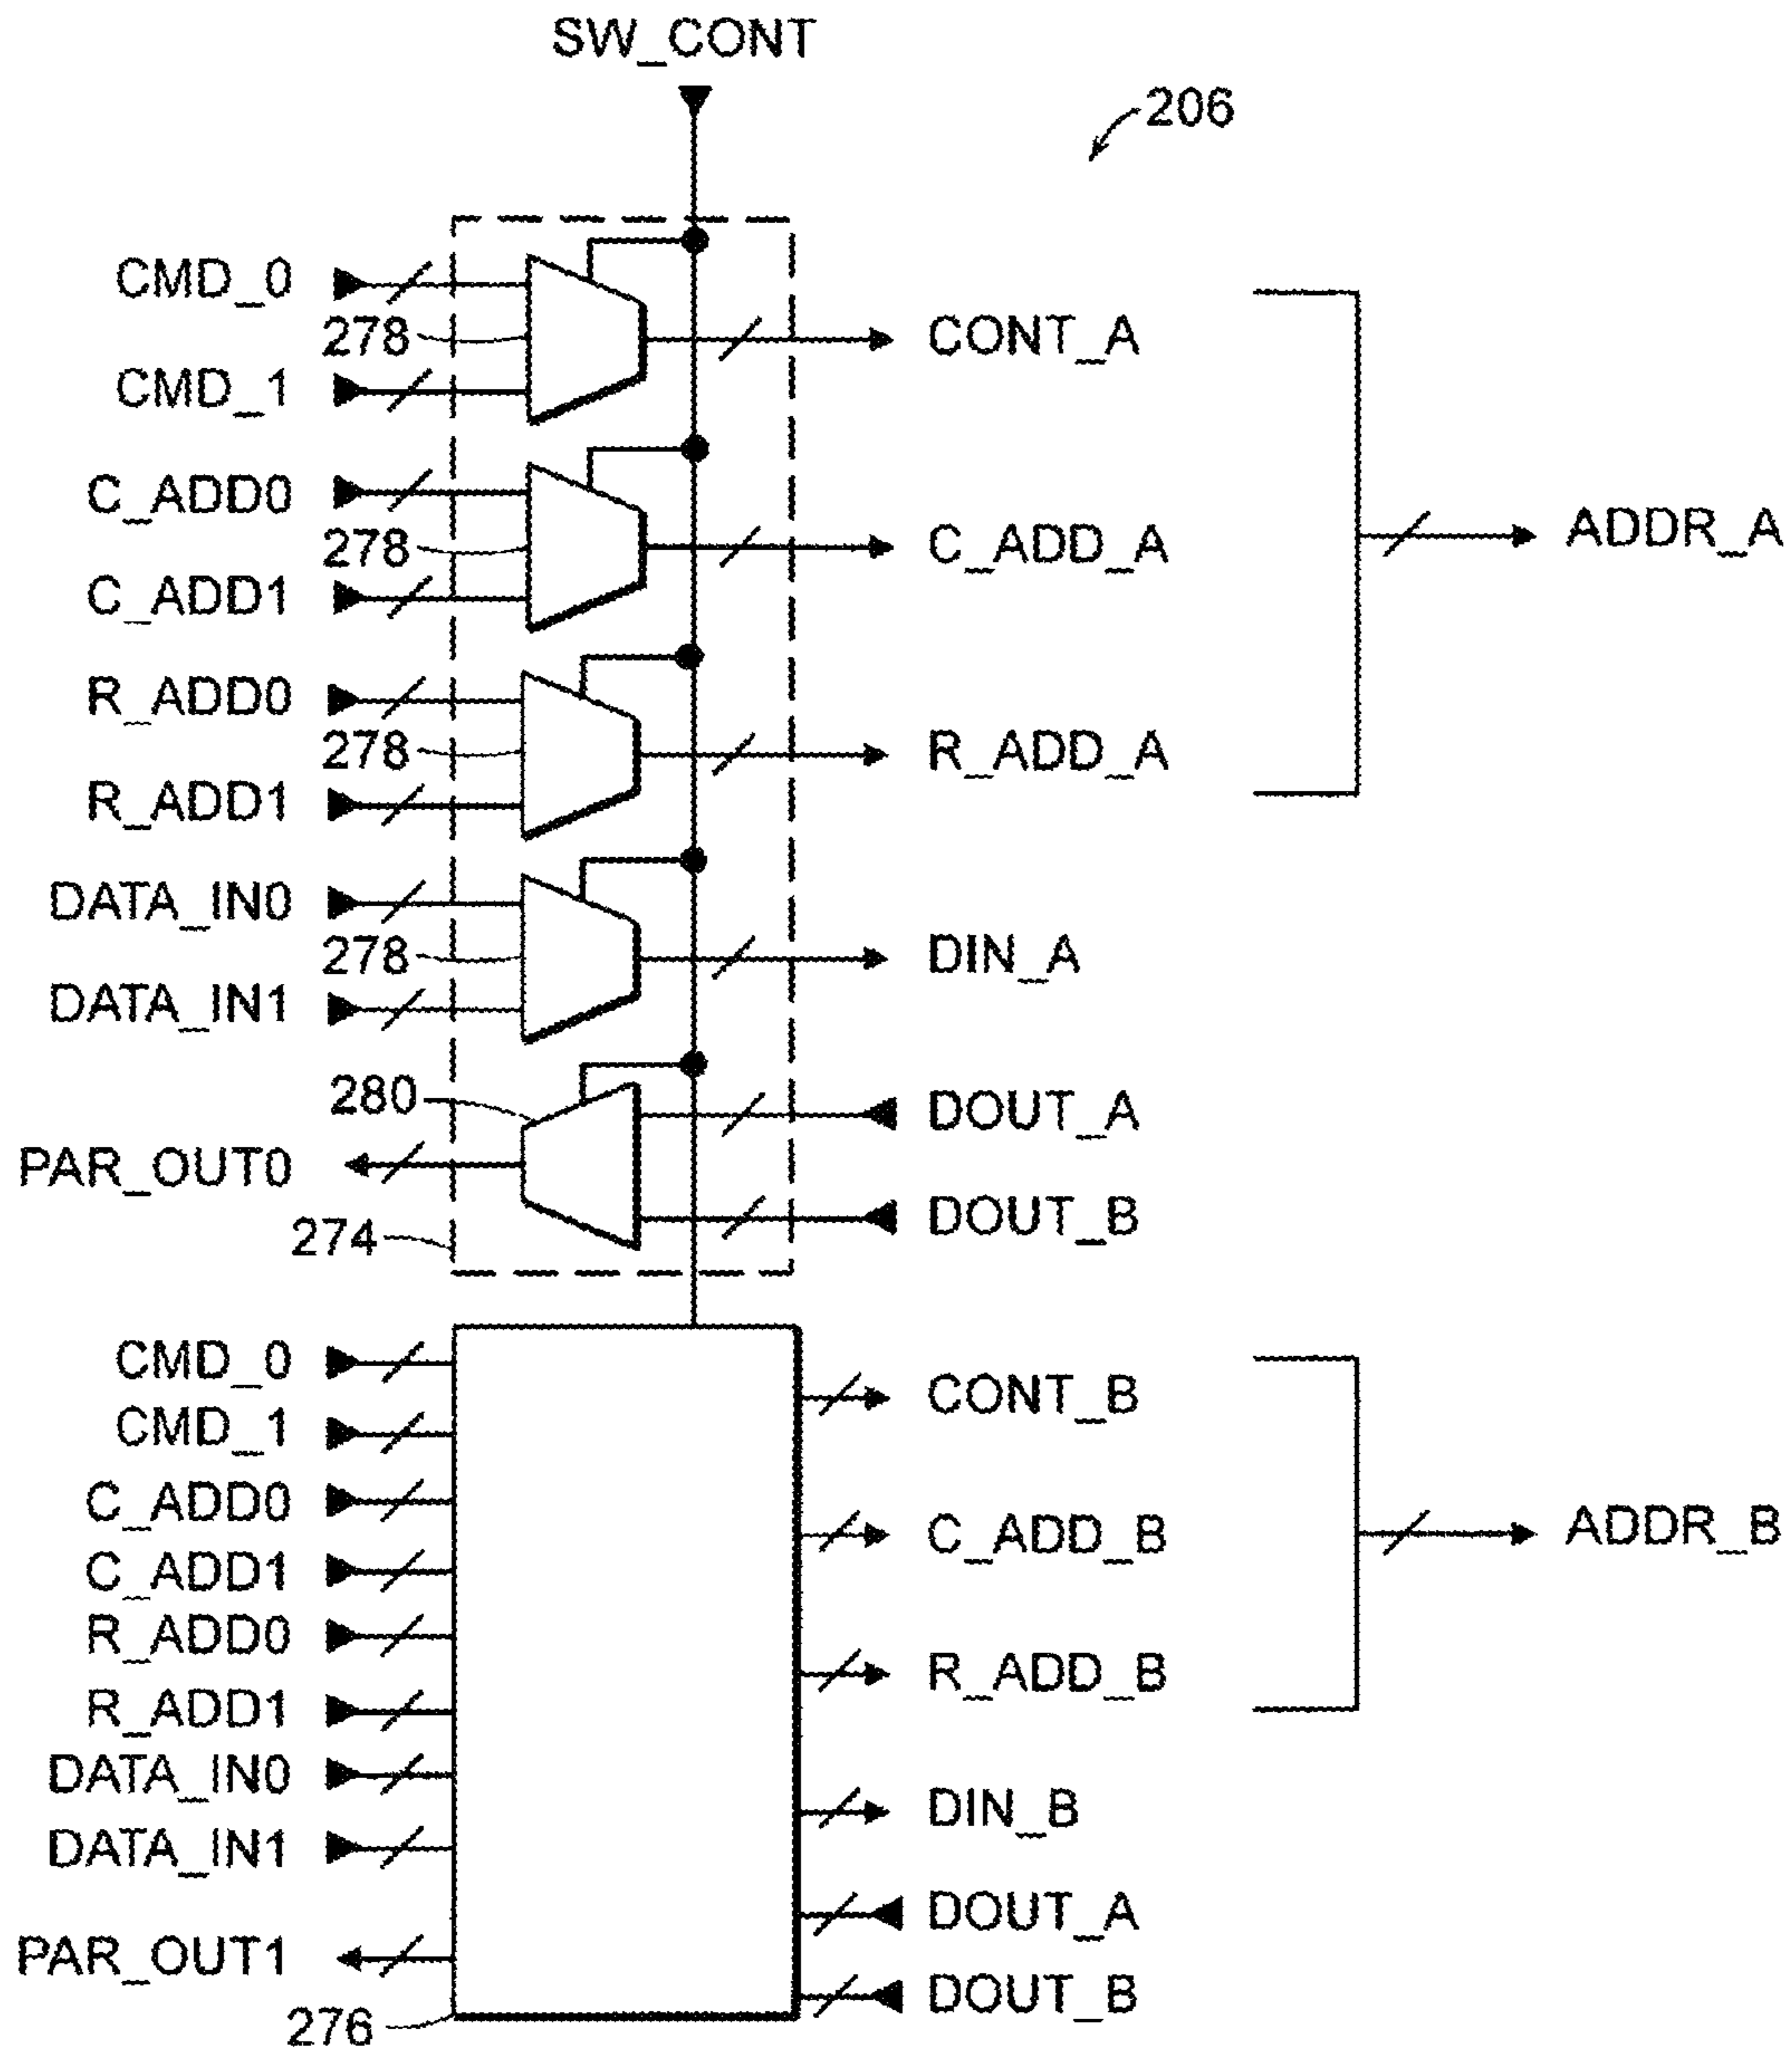 SW_CONT
206
CMD_0
278
CONT_A
CMD_1
C_ADD0
278
C_ADD_A
ADDR_A
C_ADD1
R_ADD0
278
R_ADD_A
R_ADD1
DATA_IN0
278
DIN_A
DATA_IN1
280
DOUT_A
PAR_OUT0
DOUT_B
274
CMD_0
CONT_B
CMD_1
C_ADD0
C_ADD_B
ADDR_B
C_ADD1
R_ADD0
R_ADD_B
R_ADD1
DATA_IN0
DIN_B
DATA_IN1
DOUT_A
PAR_OUT1
DOUT_B
276